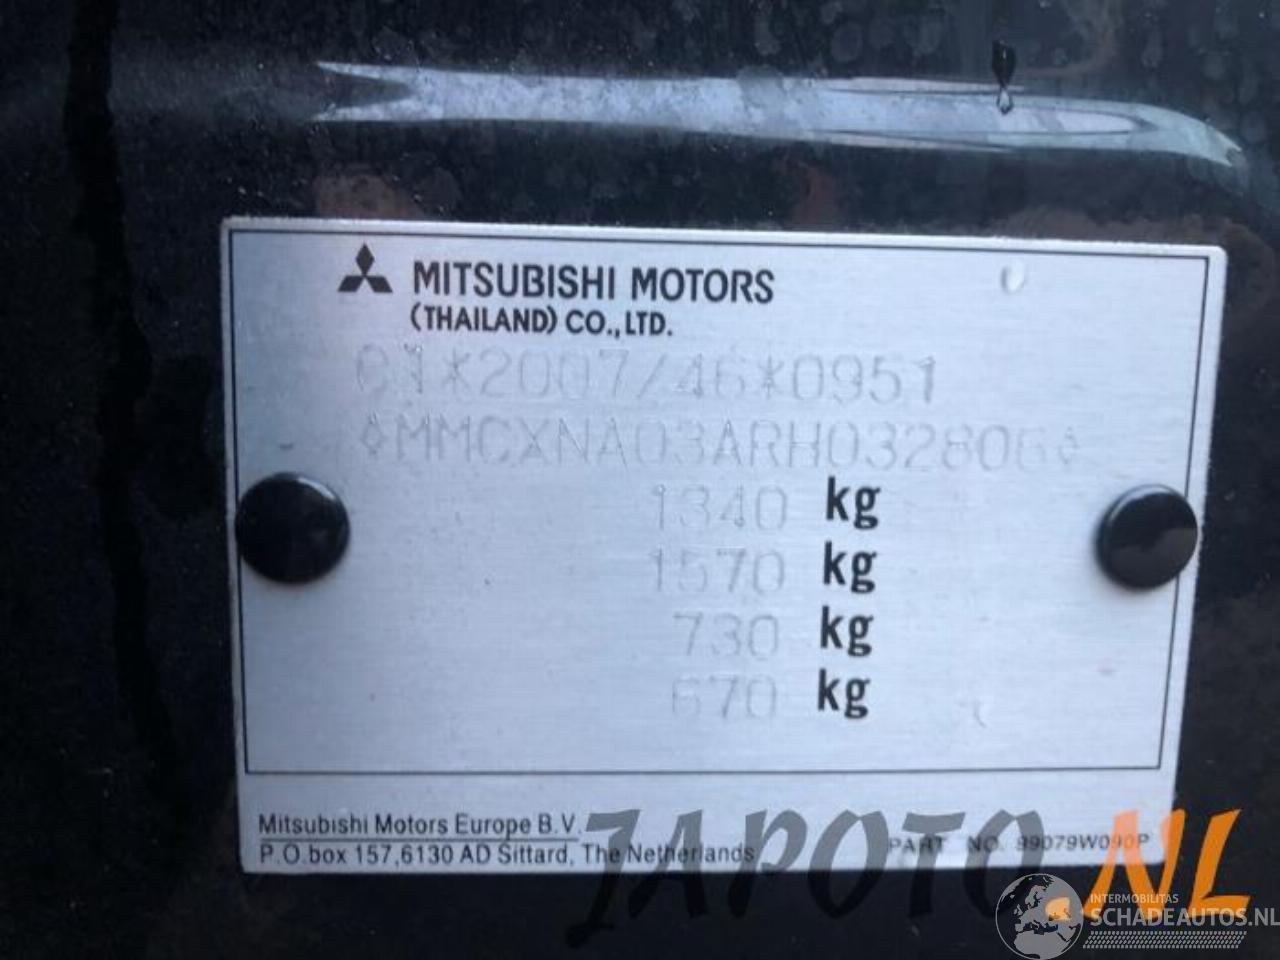 MITSUBISHI MOTORS
(THAILAND) CO., LTD.
e1*2007/46*0951
◊MMCXNA03ARH032806◊
1340 kg
1570 kg
730 kg
670 kg
Mitsubishi Motors Europe B.V.
P.O.box 157,6130 AD Sittard, The Netherlands
PART NO. 99079W090P
JAPOTO.NL
INTERMOBILITAS
SCHADEAUTOS.NL